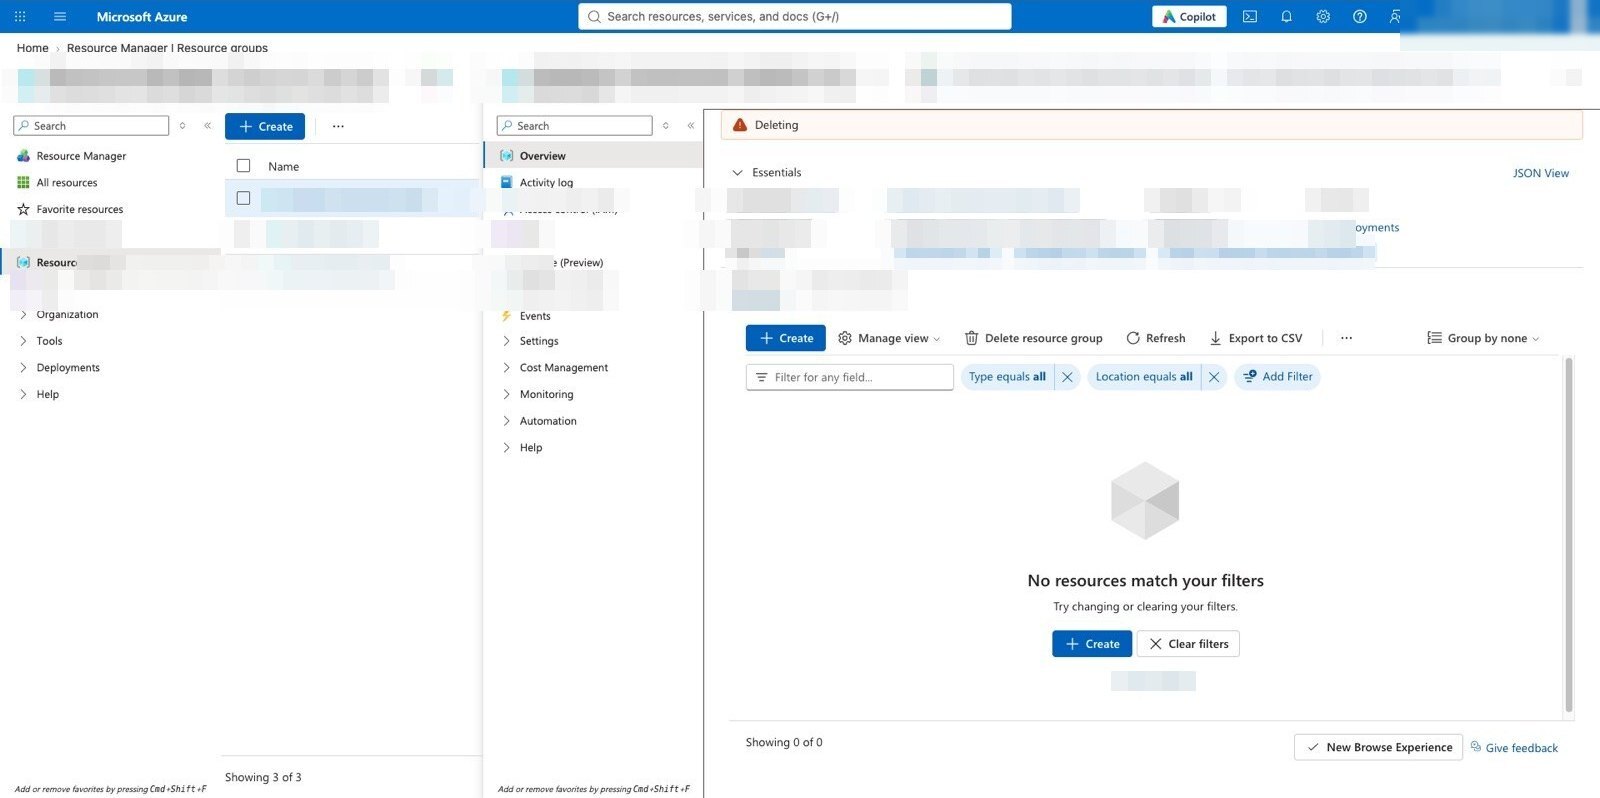 Microsoft Azure
Search resources, services, and docs (G+/)
Copilot
Home › Resource Manager | Resource groups
Search
Resource Manager
All resources
Favorite resources
Organization
Tools
Deployments
Help
Add or remove favorites by pressing Cmd+Shift+F
+ Create
...
Name
Showing 3 of 3
Search
Overview
Activity log
(Preview)
Events
Settings
Cost Management
Monitoring
Automation
Help
Add or remove favorites by pressing Cmd+Shift+F
Deleting
Essentials
JSON View
+ Create Manage view Delete resource group Refresh Export to CSV ... Group by none
Filter for any field... Type equals all Location equals all Add Filter
No resources match your filters
Try changing or clearing your filters.
+ Create Clear filters
Showing 0 of 0
New Browse Experience Give feedback